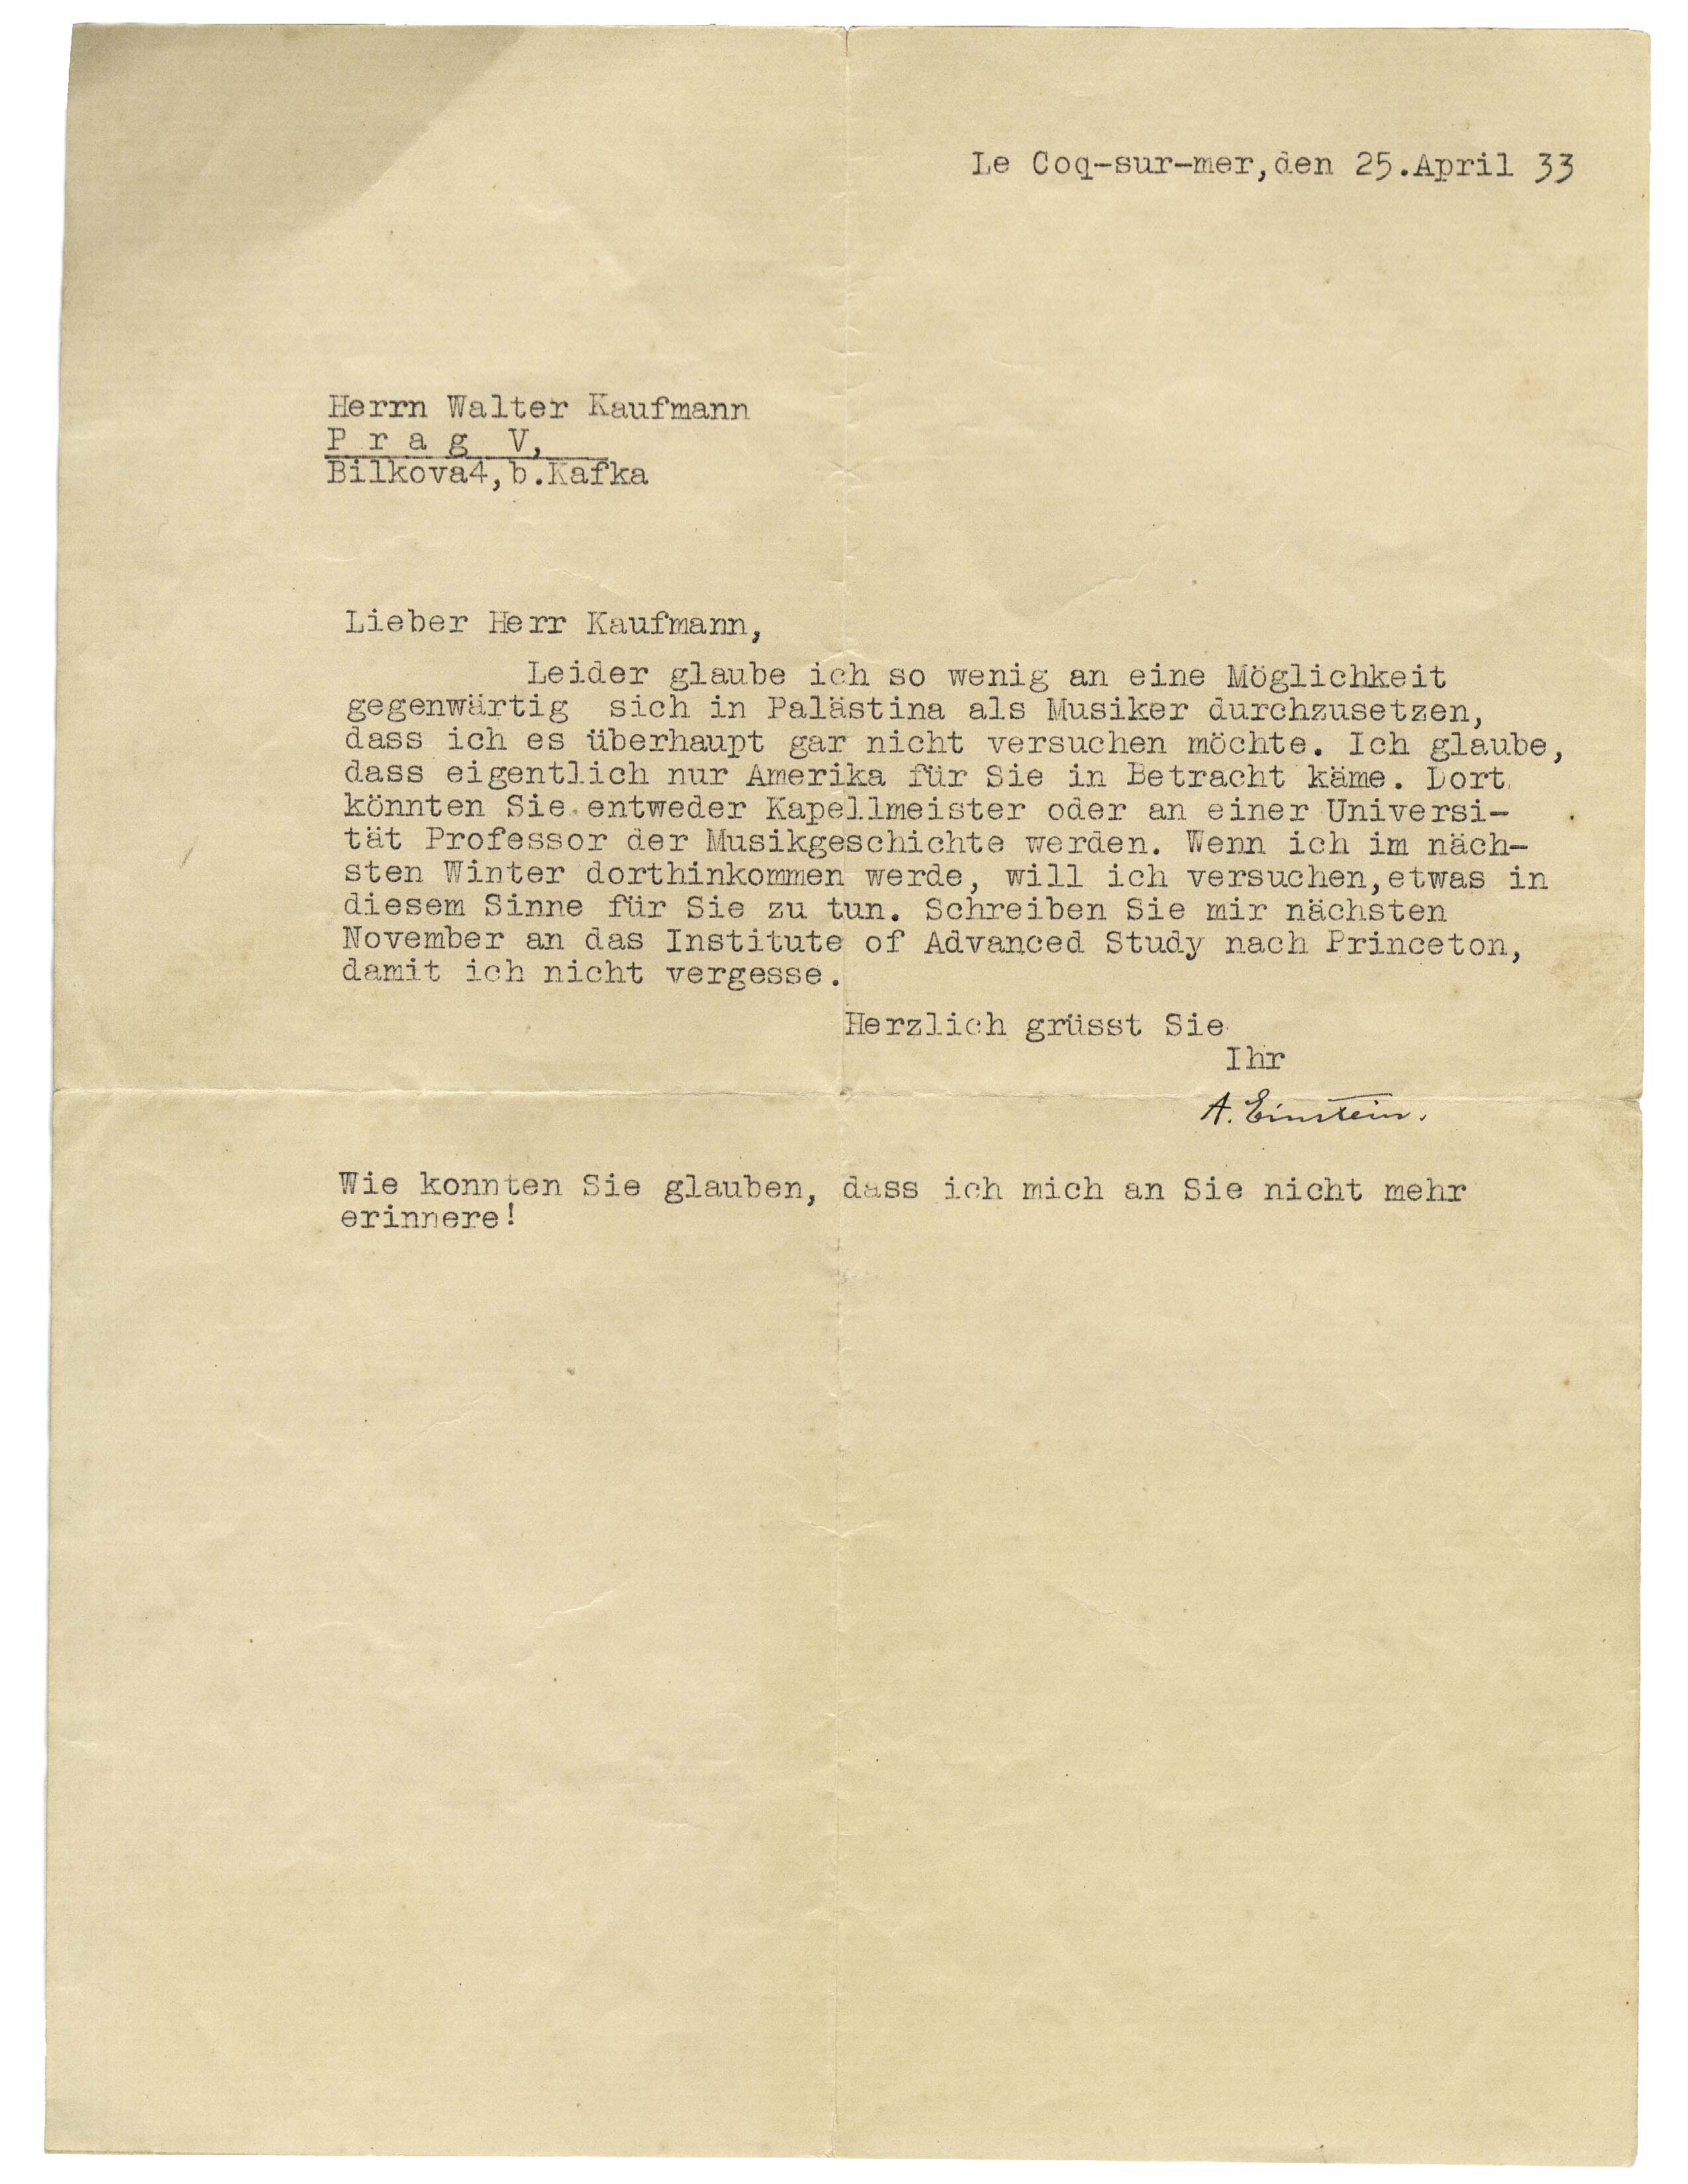 Le Coq-sur-mer,den 25.April 33
Herrn Walter Kaufmann
P r a g  V,
Bilkova4,b.Kafka
Lieber Herr Kaufmann,
Leider glaube ich so wenig an eine Möglichkeit
gegenwärtig sich in Palästina als Musiker durchzusetzen,
dass ich es überhaupt gar nicht versuchen möchte. Ich glaube,
dass eigentlich nur Amerika für Sie in Betracht käme. Dort
könnten Sie entweder Kapellmeister oder an einer Universi-
tät Professor der Musikgeschichte werden. Wenn ich im näch-
sten Winter dorthinkommen werde, will ich versuchen,etwas in
diesem Sinne für Sie zu tun. Schreiben Sie mir nächsten
November an das Institute of Advanced Study nach Princeton,
damit ich nicht vergesse.
Herzlich grüsst Sie
Ihr
A. Einstein.
Wie konnten Sie glauben, dass ich mich an Sie nicht mehr
erinnere!